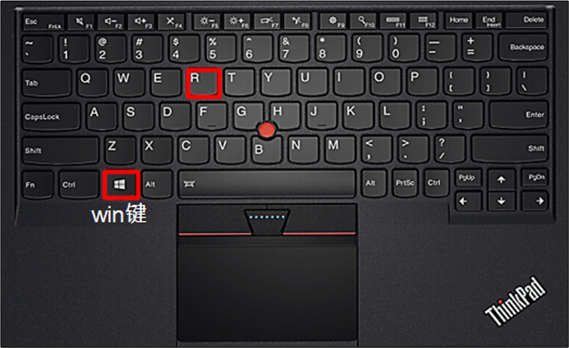 Esc FnLk F1 F2 F3 F4 F5 F6 F7 F8 F9 F10 F11 F12 Home End Insert Delete
~ ` ! 1 @ 2 # 3 $ 4 % 5 ^ 6 & 7 * 8 ( 9 ) 0 — - + = Backspace
Tab Q W E R T Y U I O P { [ } ] | \
CapsLock A S D F G H J K L : ; " ' Enter
Shift Z X C V B N M < , > . ? / Shift
Fn Ctrl Alt Alt PrtSc Ctrl PgUp ↑ PgDn
← ↓ →
win键
ThinkPad